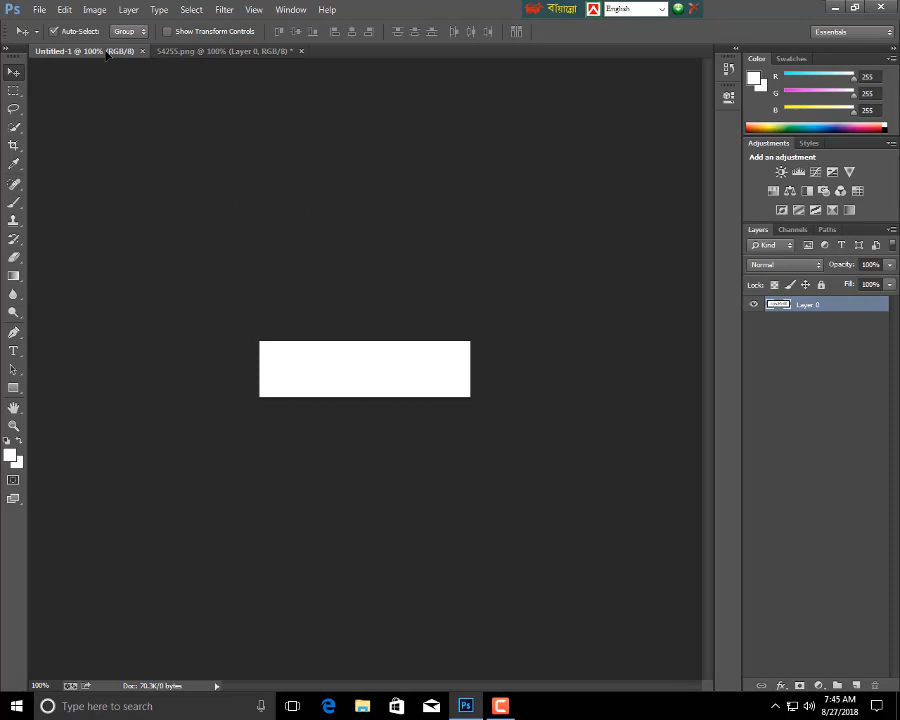 Ps File Edit Image Layer Type Select Filter View Window Help
বায়ান্নো English
Auto-Select: Group Show Transform Controls Essentials
Untitled-1 @ 100% (RGB/8) × 54255.png @ 100% (Layer 0, RGB/8) * ×
Color Swatches
R 255
G 255
B 255
Adjustments Styles
Add an adjustment
Layers Channels Paths
Kind
Normal Opacity: 100%
Lock: Fill: 100%
Layer 0
100% Doc: 70.3K/0 bytes
Type here to search
7:45 AM
8/27/2018